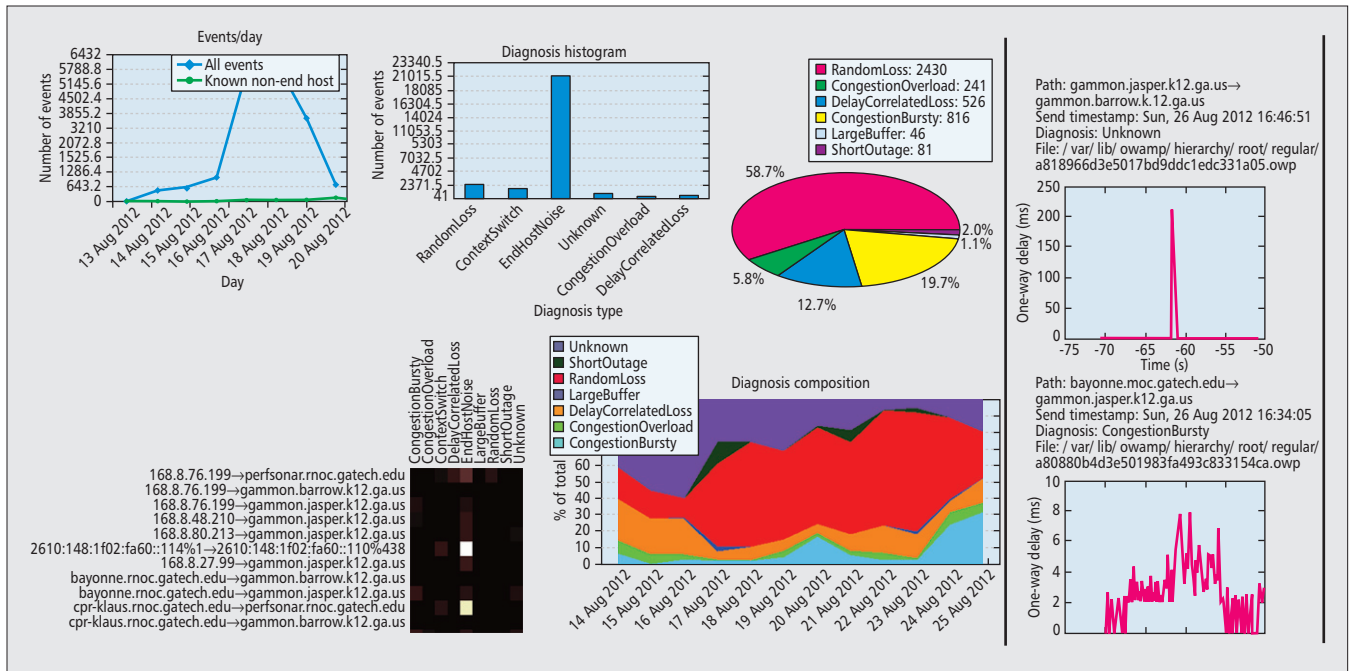 Events/day
Number of events
6432
5788.8
5145.6
4502.4
3855.2
3210
2072.8
1525.6
1286.4
643.2
0
All events
Known non-end host
13 Aug 2012
14 Aug 2012
15 Aug 2012
16 Aug 2012
17 Aug 2012
18 Aug 2012
19 Aug 2012
20 Aug 2012
Day
Diagnosis histogram
Number of events
23340.5
21015.5
18085
16304.5
14024
11053.5
5303
7032.5
4702
2371.5
41
RandomLoss
ContextSwitch
EndHostNoise
Unknown
CongestionOverload
DelayCorrelatedLoss
Diagnosis type
RandomLoss: 2430
CongestionOverload: 241
DelayCorrelatedLoss: 526
CongestionBursty: 816
LargeBuffer: 46
ShortOutage: 81
58.7%
2.0%
1.1%
19.7%
12.7%
5.8%
CongestionBursty
CongestionOverload
ContextSwitch
DelayCorrelatedLoss
EndHostNoise
LargeBuffer
RandomLoss
ShortOutage
Unknown
168.8.76.199→perfsonar.rnoc.gatech.edu
168.8.76.199→gammon.barrow.k12.ga.us
168.8.76.199→gammon.jasper.k12.ga.us
168.8.48.210→gammon.jasper.k12.ga.us
168.8.80.213→gammon.jasper.k12.ga.us
2610:148:1f02:fa60::114%1→2610:148:1f02:fa60::110%438
168.8.27.99→gammon.jasper.k12.ga.us
bayonne.rnoc.gatech.edu→gammon.barrow.k12.ga.us
bayonne.rnoc.gatech.edu→gammon.jasper.k12.ga.us
cpr-klaus.rnoc.gatech.edu→perfsonar.rnoc.gatech.edu
cpr-klaus.rnoc.gatech.edu→gammon.barrow.k12.ga.us
Unknown
ShortOutage
RandomLoss
LargeBuffer
DelayCorrelatedLoss
CongestionOverload
CongestionBursty
Diagnosis composition
% of total
60
50
40
30
20
10
0
14 Aug 2012
15 Aug 2012
16 Aug 2012
17 Aug 2012
18 Aug 2012
19 Aug 2012
20 Aug 2012
21 Aug 2012
22 Aug 2012
23 Aug 2012
24 Aug 2012
25 Aug 2012
Path: gammon.jasper.k12.ga.us→
gammon.barrow.k.12.ga.us
Send timestamp: Sun, 26 Aug 2012 16:46:51
Diagnosis: Unknown
File: / var/ lib/ owamp/ hierarchy/ root/ regular/
a818966d3e5017bd9ddc1edc331a05.owp
One-way delay (ms)
250
200
150
100
50
0
-75
-70
-65
-60
-55
-50
Time (s)
Path: bayonne.moc.gatech.edu→
gammon.jasper.k12.ga.us
Send timestamp: Sun, 26 Aug 2012 16:34:05
Diagnosis: CongestionBursty
File: / var/ lib/ owamp/ hierarchy/ root/ regular/
a80880b4d3e501983fa493c833154ca.owp
One-way delay (ms)
10
8
6
4
2
0